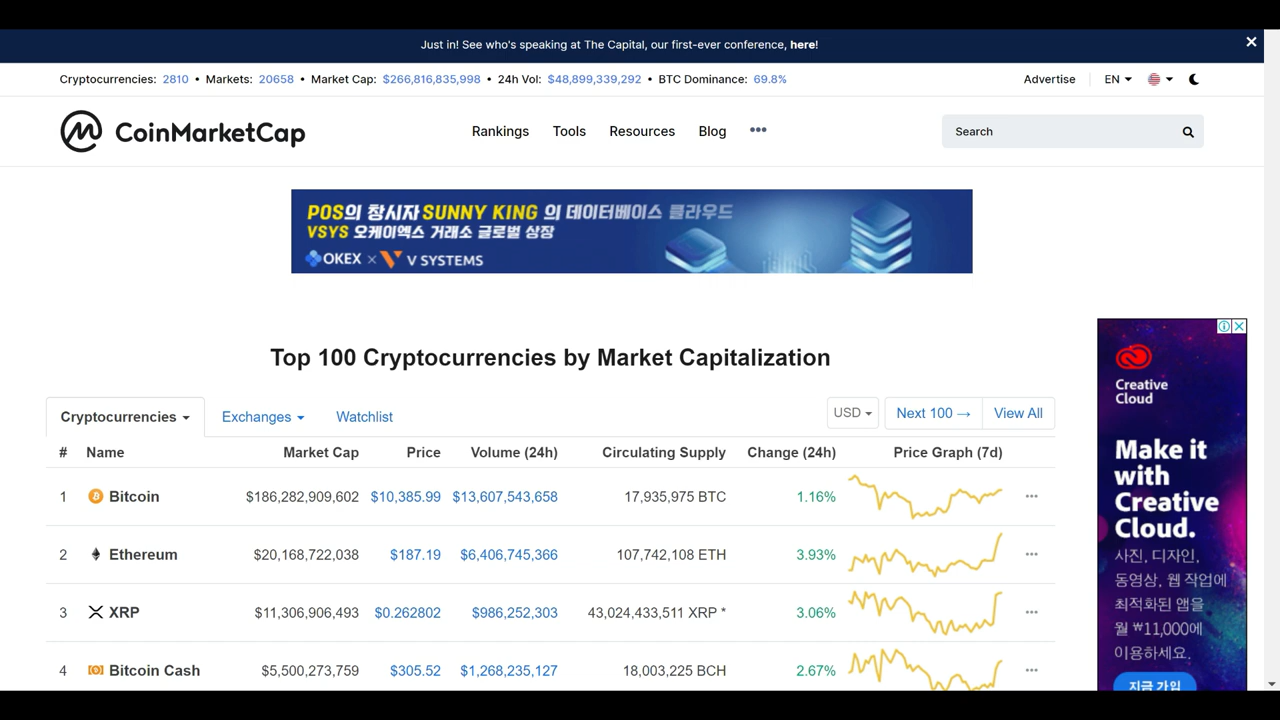 Just in! See who's speaking at The Capital, our first-ever conference, here!
Cryptocurrencies: 2810 • Markets: 20658 • Market Cap: $266,816,835,998 • 24h Vol: $48,899,339,292 • BTC Dominance: 69.8%
Advertise EN
CoinMarketCap
Rankings Tools Resources Blog •••
Search
POS의 창시자 SUNNY KING 의 데이터베이스 클라우드
VSYS 오케이엑스 거래소 글로벌 상장
OKEX × V SYSTEMS
Top 100 Cryptocurrencies by Market Capitalization
Cryptocurrencies Exchanges Watchlist USD Next 100 → View All
# Name Market Cap Price Volume (24h) Circulating Supply Change (24h) Price Graph (7d)
1 Bitcoin $186,282,909,602 $10,385.99 $13,607,543,658 17,935,975 BTC 1.16%
2 Ethereum $20,168,722,038 $187.19 $6,406,745,366 107,742,108 ETH 3.93%
3 XRP $11,306,906,493 $0.262802 $986,252,303 43,024,433,511 XRP * 3.06%
4 Bitcoin Cash $5,500,273,759 $305.52 $1,268,235,127 18,003,225 BCH 2.67%
Creative
Cloud
Make it
with
Creative
Cloud.
사진, 디자인,
동영상, 웹 작업에
최적화된 앱을
월 ₩11,000에
이용하세요.
지금 가입